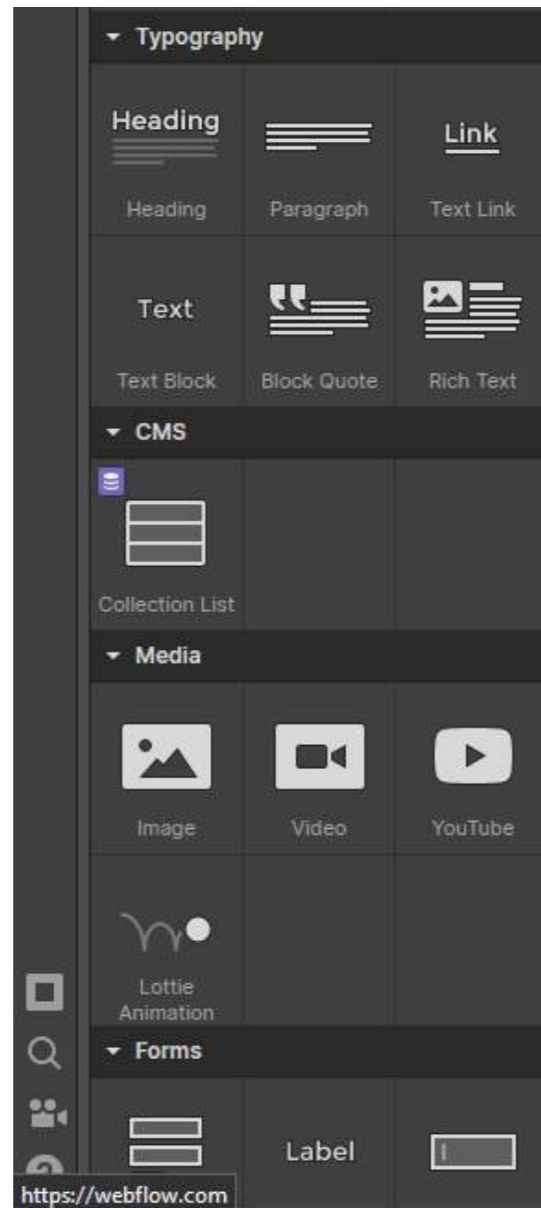 Typography
Heading
Link
Heading
Paragraph
Text Link
Text
Text Block
Block Quote
Rich Text
CMS
Collection List
Media
Image
Video
YouTube
Lottie
Animation
Forms
Label
https://webflow.com